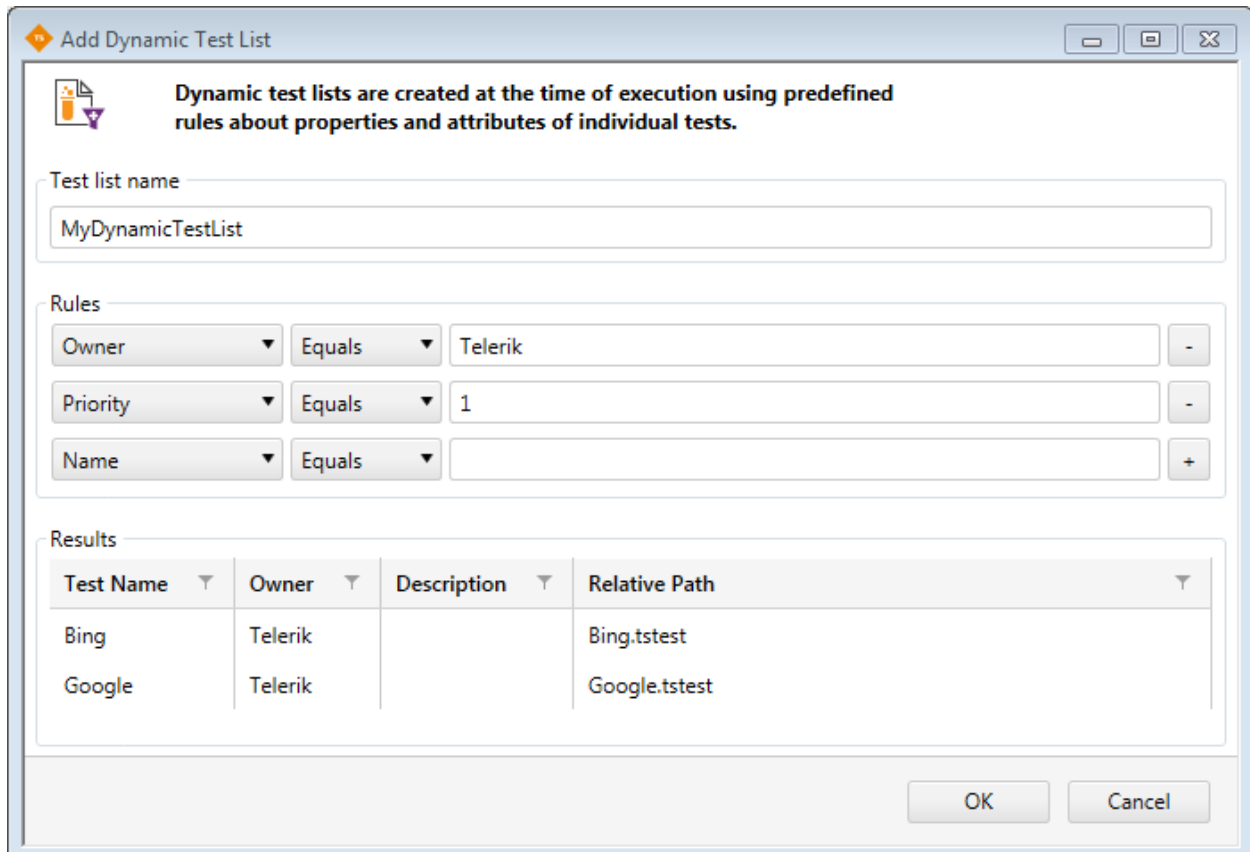 TS Add Dynamic Test List
Dynamic test lists are created at the time of execution using predefined
rules about properties and attributes of individual tests.
Test list name
MyDynamicTestList
Rules
Owner Equals Telerik -
Priority Equals 1 -
Name Equals +
Results
Test Name Owner Description Relative Path
Bing Telerik Bing.tstest
Google Telerik Google.tstest
OK Cancel